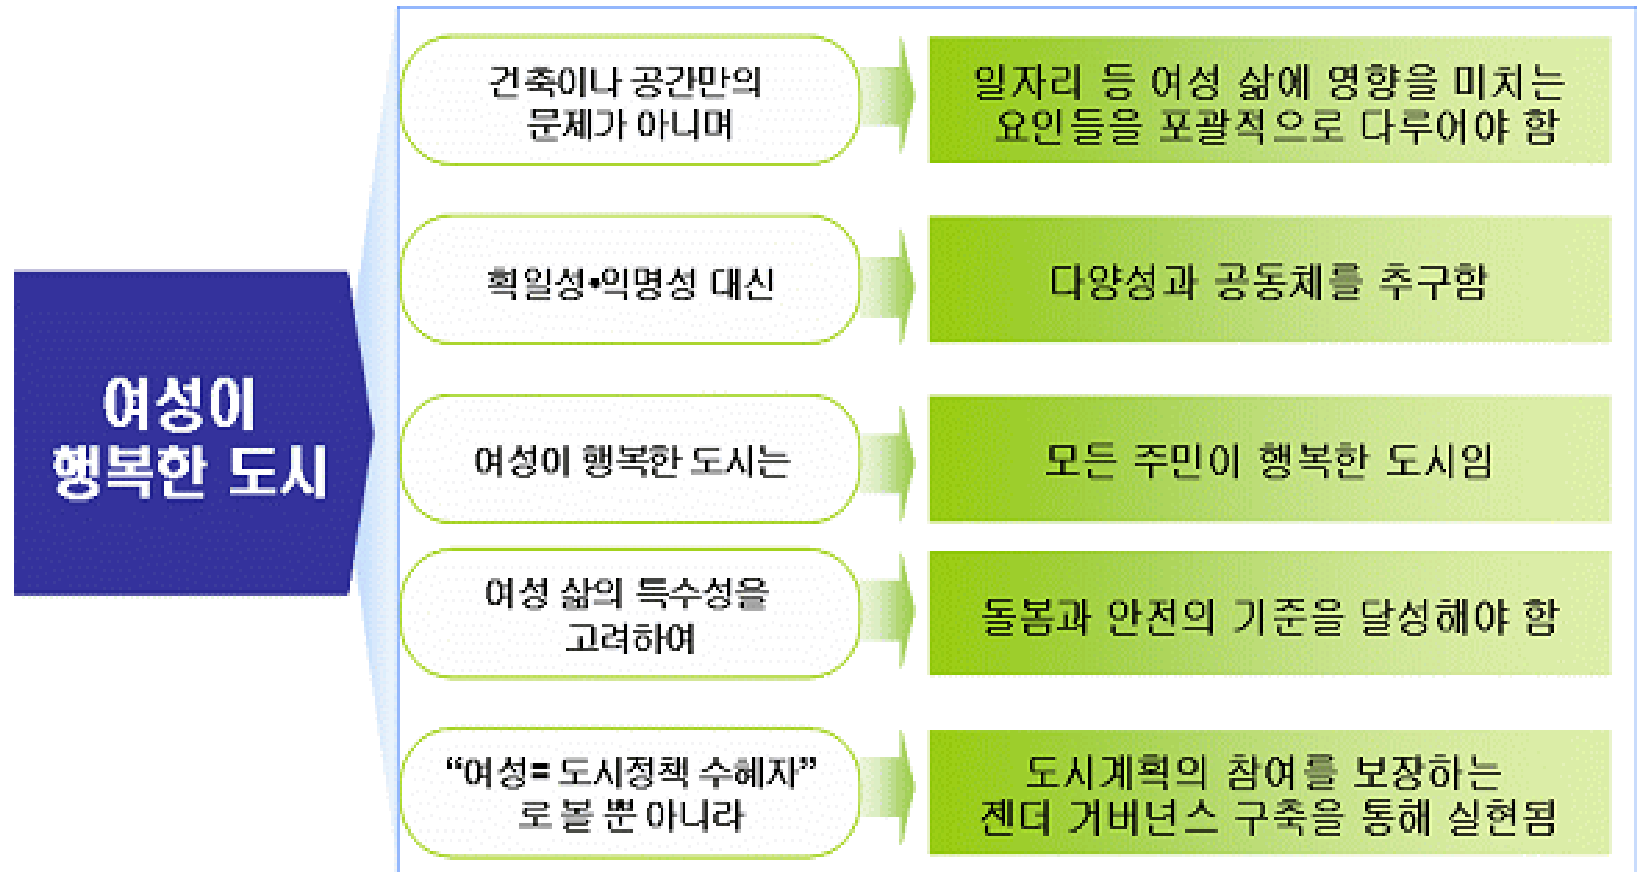 여성이
행복한 도시
건축이나 공간만의
문제가 아니며
일자리 등 여성 삶에 영향을 미치는
요인들을 포괄적으로 다루어야 함
획일성•익명성 대신
다양성과 공동체를 추구함
여성이 행복한 도시는
모든 주민이 행복한 도시임
여성 삶의 특수성을
고려하여
돌봄과 안전의 기준을 달성해야 함
“여성= 도시정책 수혜자”
로 볼 뿐 아니라
도시계획의 참여를 보장하는
젠더 거버넌스 구축을 통해 실현됨